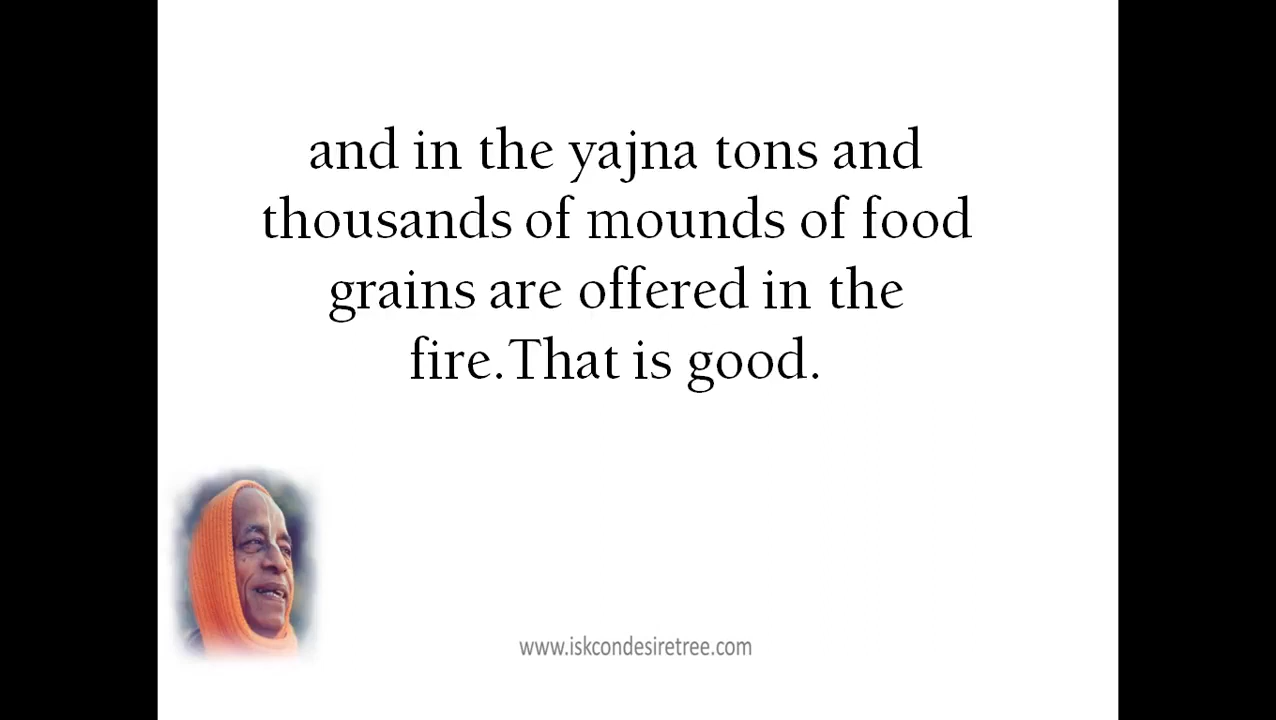 and in the yajna tons and
thousands of mounds of food
grains are offered in the
fire.That is good.
www.iskcondesiretree.com